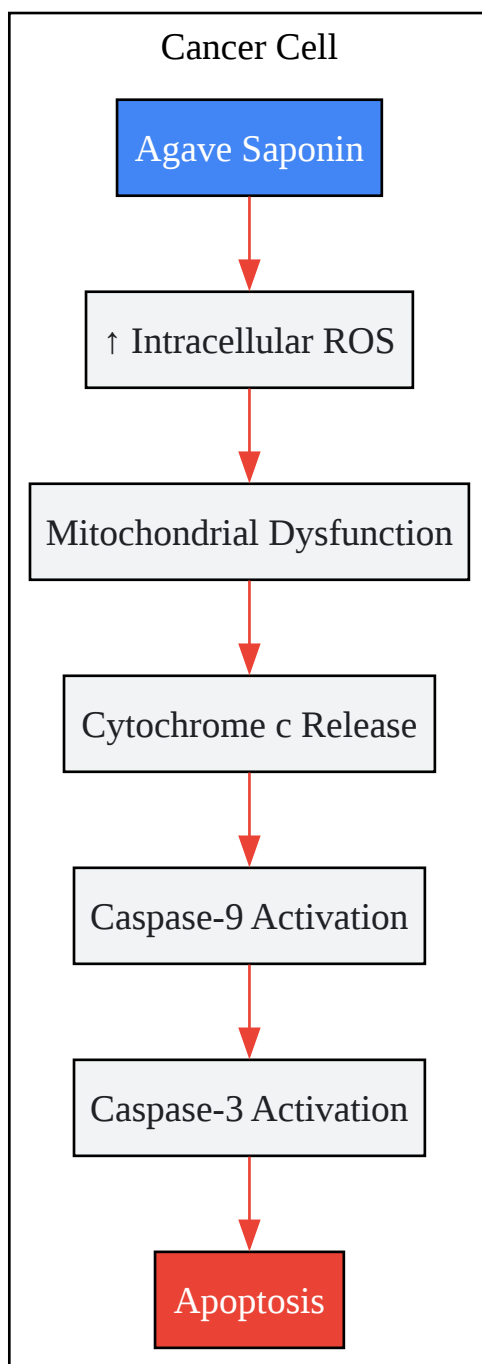 Cancer Cell
Agave Saponin
↑ Intracellular ROS
Mitochondrial Dysfunction
Cytochrome c Release
Caspase-9 Activation
Caspase-3 Activation
Apoptosis